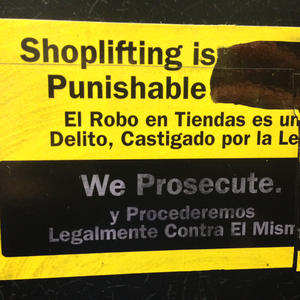 Shoplifting is
Punishable
El Robo en Tiendas es un
Delito, Castigado por la Le
We Prosecute.
y Procederemos
Legalmente Contra El Mism